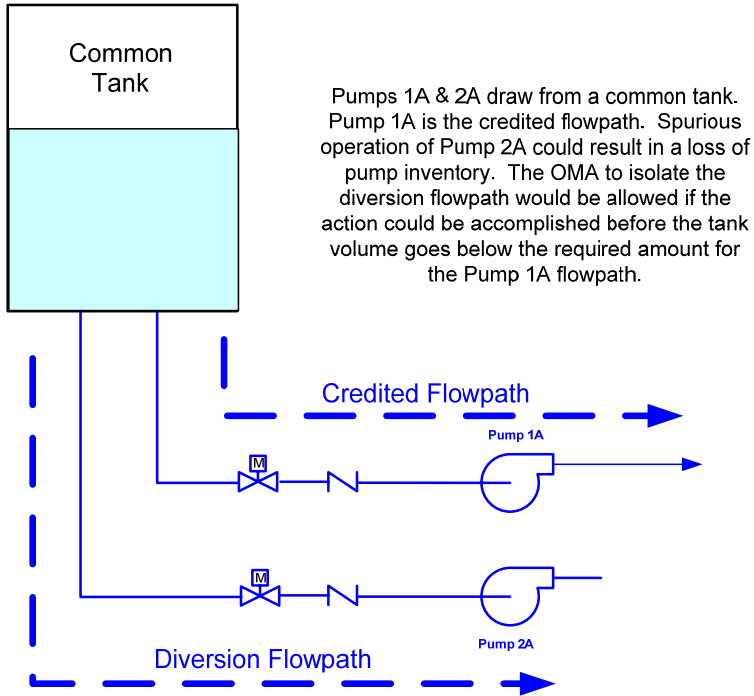 Common
Tank
Pumps 1A & 2A draw from a common tank.
Pump 1A is the credited flowpath.  Spurious
operation of Pump 2A could result in a loss of
pump inventory.  The OMA to isolate the
diversion flowpath would be allowed if the
action could be accomplished before the tank
volume goes below the required amount for
the Pump 1A flowpath.
Credited Flowpath
Pump 1A
M
M
Pump 2A
Diversion Flowpath